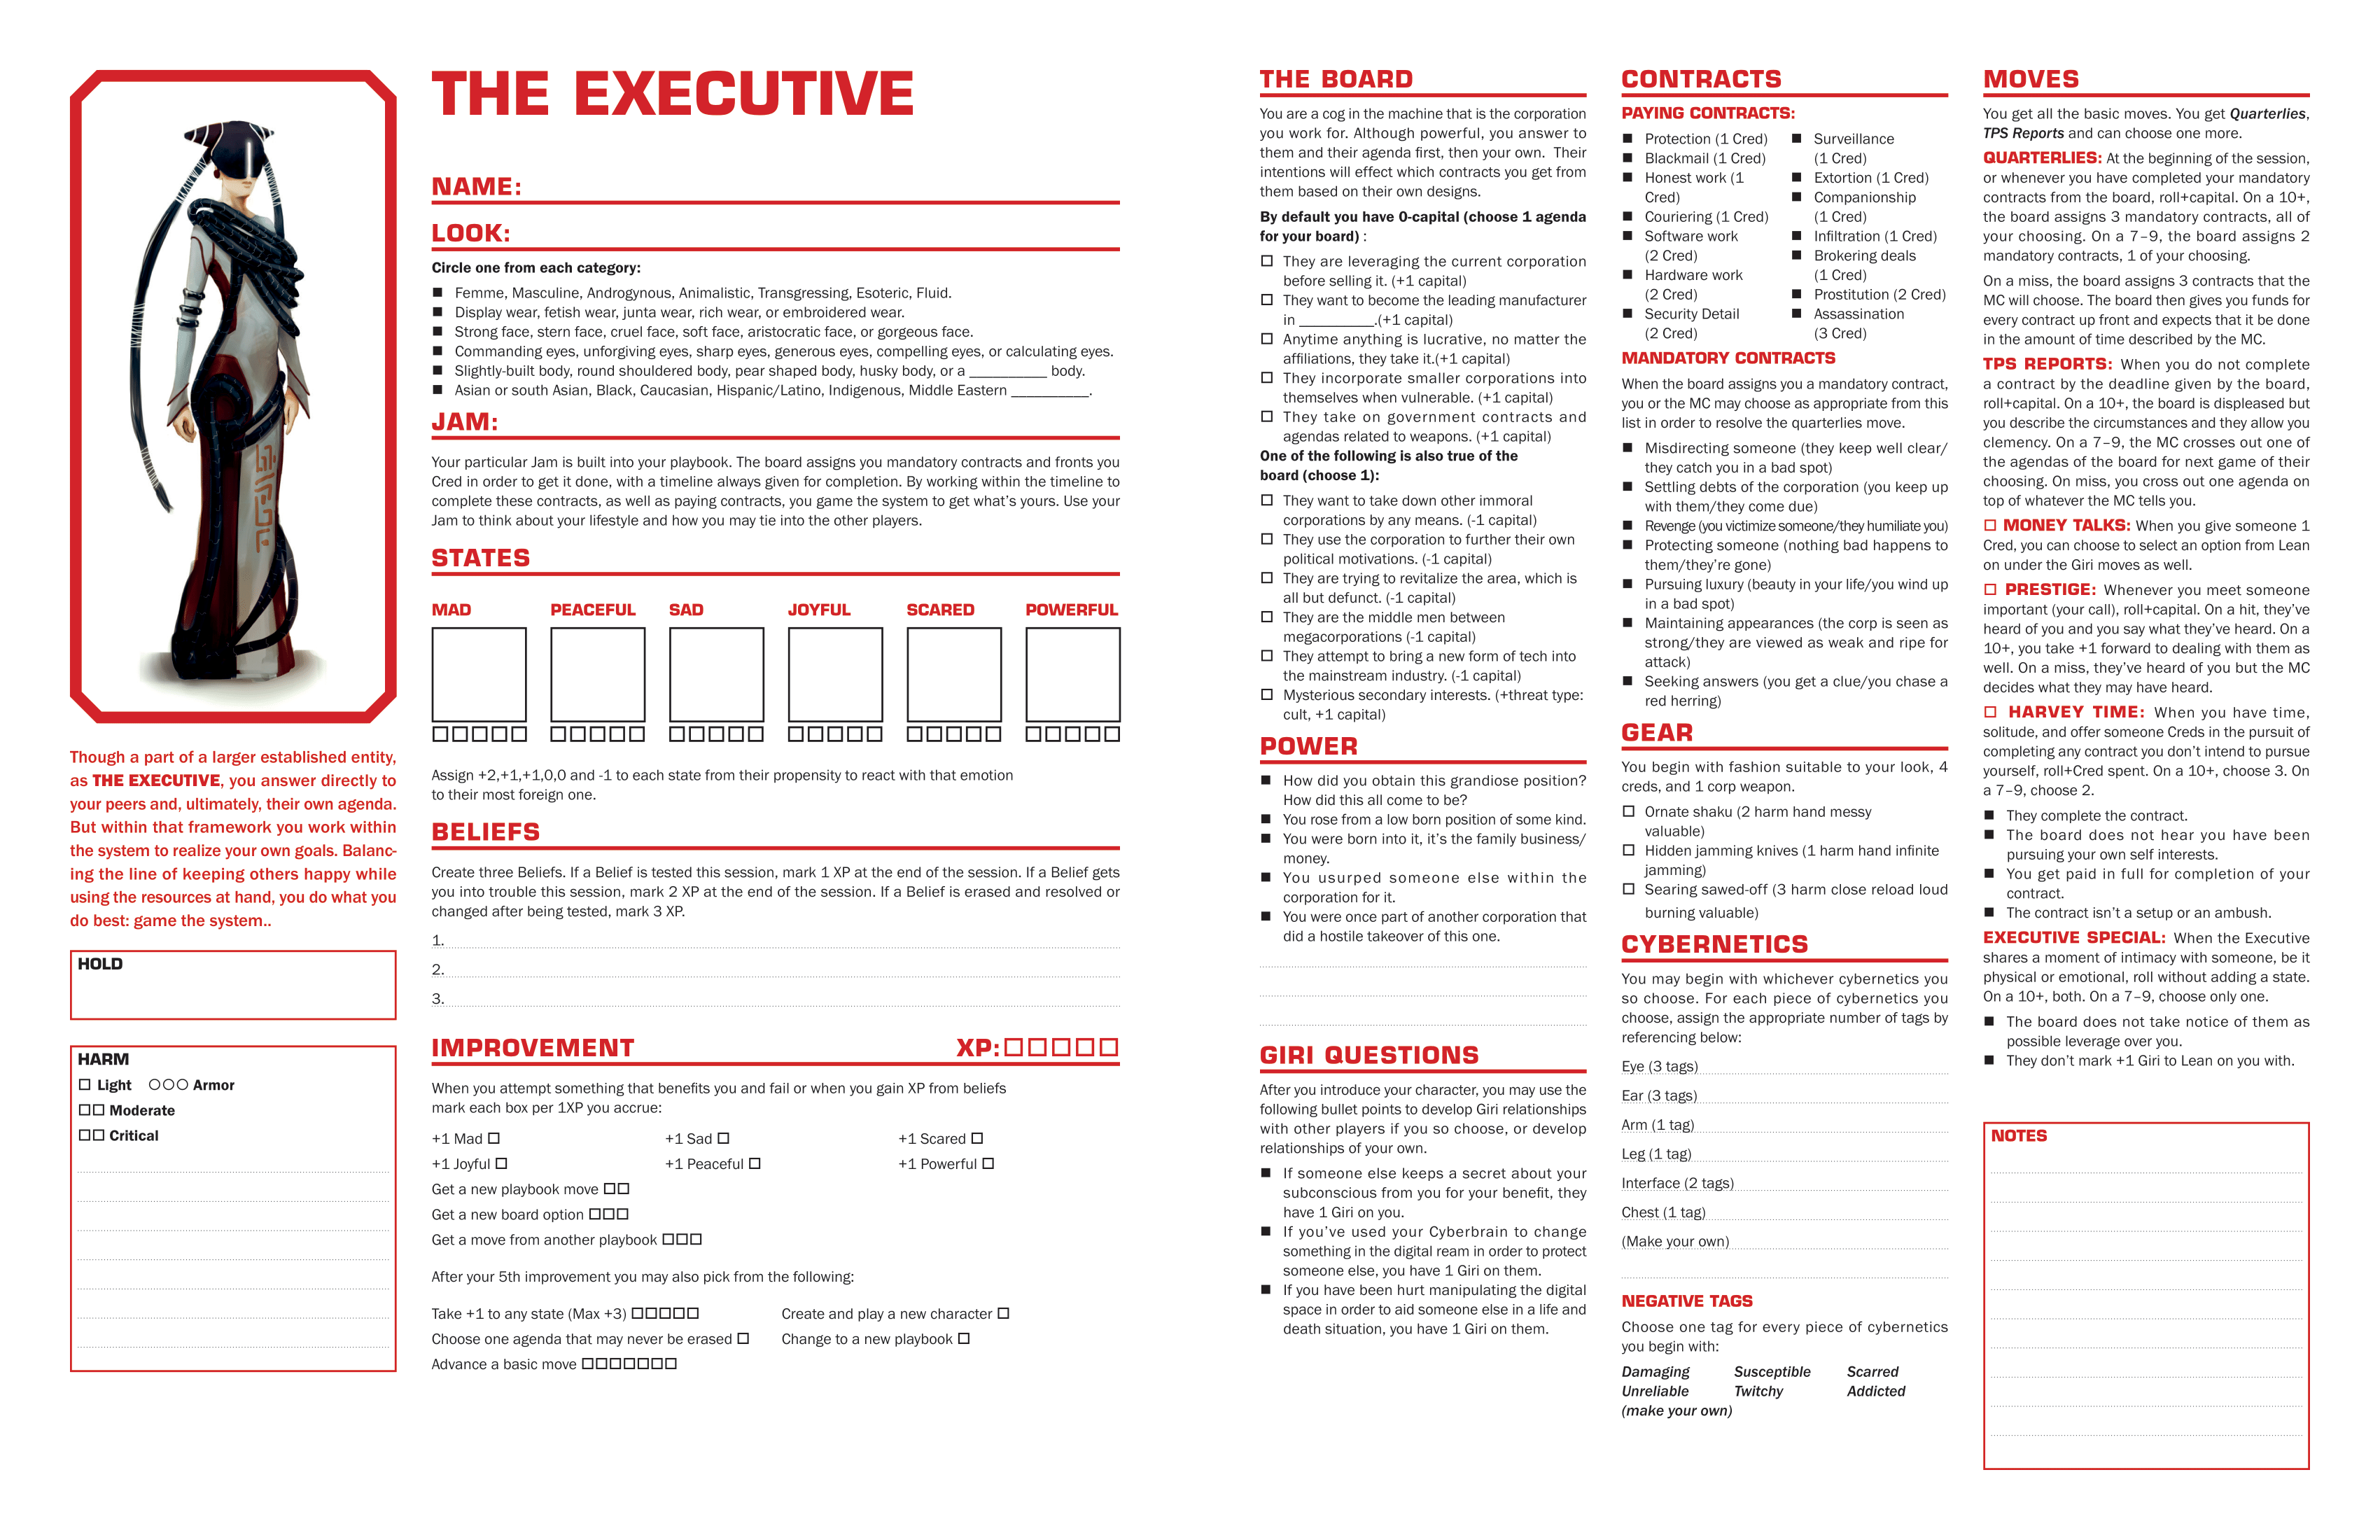 THE EXECUTIVE
NAME:
LOOK:
Circle one from each category:
■ Femme, Masculine, Androgynous, Animalistic, Transgressing, Esoteric, Fluid.
■ Display wear, fetish wear, junta wear, rich wear, or embroidered wear.
■ Strong face, stern face, cruel face, soft face, aristocratic face, or gorgeous face.
■ Commanding eyes, unforgiving eyes, sharp eyes, generous eyes, compelling eyes, or calculating eyes.
■ Slightly-built body, round shouldered body, pear shaped body, husky body, or a __________ body.
■ Asian or south Asian, Black, Caucasian, Hispanic/Latino, Indigenous, Middle Eastern __________.
JAM:
Your particular Jam is built into your playbook. The board assigns you mandatory contracts and fronts you
Cred in order to get it done, with a timeline always given for completion. By working within the timeline to
complete these contracts, as well as paying contracts, you game the system to get what's yours. Use your
Jam to think about your lifestyle and how you may tie into the other players.
STATES
MAD PEACEFUL SAD JOYFUL SCARED POWERFUL
Assign +2,+1,+1,0,0 and -1 to each state from their propensity to react with that emotion
to their most foreign one.
BELIEFS
Create three Beliefs. If a Belief is tested this session, mark 1 XP at the end of the session. If a Belief gets
you into trouble this session, mark 2 XP at the end of the session. If a Belief is erased and resolved or
changed after being tested, mark 3 XP.
1.
2.
3.
IMPROVEMENT XP: □□□□□
When you attempt something that benefits you and fail or when you gain XP from beliefs
mark each box per 1XP you accrue:
+1 Mad □ +1 Sad □ +1 Scared □
+1 Joyful □ +1 Peaceful □ +1 Powerful □
Get a new playbook move □□
Get a new board option □□□
Get a move from another playbook □□□
After your 5th improvement you may also pick from the following:
Take +1 to any state (Max +3) □□□□□ Create and play a new character □
Choose one agenda that may never be erased □ Change to a new playbook □
Advance a basic move □□□□□□□
Though a part of a larger established entity,
as THE EXECUTIVE, you answer directly to
your peers and, ultimately, their own agenda.
But within that framework you work within
the system to realize your own goals. Balanc-
ing the line of keeping others happy while
using the resources at hand, you do what you
do best: game the system..
HOLD
HARM
□ Light ○○○ Armor
□□ Moderate
□□ Critical
THE BOARD
You are a cog in the machine that is the corporation
you work for. Although powerful, you answer to
them and their agenda first, then your own. Their
intentions will effect which contracts you get from
them based on their own designs.
By default you have 0-capital (choose 1 agenda
for your board) :
□ They are leveraging the current corporation
before selling it. (+1 capital)
□ They want to become the leading manufacturer
in __________.(+1 capital)
□ Anytime anything is lucrative, no matter the
affiliations, they take it.(+1 capital)
□ They incorporate smaller corporations into
themselves when vulnerable. (+1 capital)
□ They take on government contracts and
agendas related to weapons. (+1 capital)
One of the following is also true of the
board (choose 1):
□ They want to take down other immoral
corporations by any means. (-1 capital)
□ They use the corporation to further their own
political motivations. (-1 capital)
□ They are trying to revitalize the area, which is
all but defunct. (-1 capital)
□ They are the middle men between
megacorporations (-1 capital)
□ They attempt to bring a new form of tech into
the mainstream industry. (-1 capital)
□ Mysterious secondary interests. (+threat type:
cult, +1 capital)
POWER
■ How did you obtain this grandiose position?
How did this all come to be?
■ You rose from a low born position of some kind.
■ You were born into it, it's the family business/
money.
■ You usurped someone else within the
corporation for it.
■ You were once part of another corporation that
did a hostile takeover of this one.
GIRI QUESTIONS
After you introduce your character, you may use the
following bullet points to develop Giri relationships
with other players if you so choose, or develop
relationships of your own.
■ If someone else keeps a secret about your
subconscious from you for your benefit, they
have 1 Giri on you.
■ If you've used your Cyberbrain to change
something in the digital ream in order to protect
someone else, you have 1 Giri on them.
■ If you have been hurt manipulating the digital
space in order to aid someone else in a life and
death situation, you have 1 Giri on them.
CONTRACTS
PAYING CONTRACTS:
■ Protection (1 Cred)
■ Blackmail (1 Cred)
■ Honest work (1
Cred)
■ Couriering (1 Cred)
■ Software work
(2 Cred)
■ Hardware work
(2 Cred)
■ Security Detail
(2 Cred)
■ Surveillance
(1 Cred)
■ Extortion (1 Cred)
■ Companionship
(1 Cred)
■ Infiltration (1 Cred)
■ Brokering deals
(1 Cred)
■ Prostitution (2 Cred)
■ Assassination
(3 Cred)
MANDATORY CONTRACTS
When the board assigns you a mandatory contract,
you or the MC may choose as appropriate from this
list in order to resolve the quarterlies move.
■ Misdirecting someone (they keep well clear/
they catch you in a bad spot)
■ Settling debts of the corporation (you keep up
with them/they come due)
■ Revenge (you victimize someone/they humiliate you)
■ Protecting someone (nothing bad happens to
them/they're gone)
■ Pursuing luxury (beauty in your life/you wind up
in a bad spot)
■ Maintaining appearances (the corp is seen as
strong/they are viewed as weak and ripe for
attack)
■ Seeking answers (you get a clue/you chase a
red herring)
GEAR
You begin with fashion suitable to your look, 4
creds, and 1 corp weapon.
□ Ornate shaku (2 harm hand messy
valuable)
□ Hidden jamming knives (1 harm hand infinite
jamming)
□ Searing sawed-off (3 harm close reload loud
burning valuable)
CYBERNETICS
You may begin with whichever cybernetics you
so choose. For each piece of cybernetics you
choose, assign the appropriate number of tags by
referencing below:
Eye (3 tags)
Ear (3 tags)
Arm (1 tag)
Leg (1 tag)
Interface (2 tags)
Chest (1 tag)
(Make your own)
NEGATIVE TAGS
Choose one tag for every piece of cybernetics
you begin with:
Damaging Susceptible Scarred
Unreliable Twitchy Addicted
(make your own)
MOVES
You get all the basic moves. You get Quarterlies,
TPS Reports and can choose one more.
QUARTERLIES: At the beginning of the session,
or whenever you have completed your mandatory
contracts from the board, roll+capital. On a 10+,
the board assigns 3 mandatory contracts, all of
your choosing. On a 7–9, the board assigns 2
mandatory contracts, 1 of your choosing.
On a miss, the board assigns 3 contracts that the
MC will choose. The board then gives you funds for
every contract up front and expects that it be done
in the amount of time described by the MC.
TPS REPORTS: When you do not complete
a contract by the deadline given by the board,
roll+capital. On a 10+, the board is displeased but
you describe the circumstances and they allow you
clemency. On a 7–9, the MC crosses out one of
the agendas of the board for next game of their
choosing. On miss, you cross out one agenda on
top of whatever the MC tells you.
□ MONEY TALKS: When you give someone 1
Cred, you can choose to select an option from Lean
on under the Giri moves as well.
□ PRESTIGE: Whenever you meet someone
important (your call), roll+capital. On a hit, they've
heard of you and you say what they've heard. On a
10+, you take +1 forward to dealing with them as
well. On a miss, they've heard of you but the MC
decides what they may have heard.
□ HARVEY TIME: When you have time,
solitude, and offer someone Creds in the pursuit of
completing any contract you don't intend to pursue
yourself, roll+Cred spent. On a 10+, choose 3. On
a 7–9, choose 2.
■ They complete the contract.
■ The board does not hear you have been
pursuing your own self interests.
■ You get paid in full for completion of your
contract.
■ The contract isn't a setup or an ambush.
EXECUTIVE SPECIAL: When the Executive
shares a moment of intimacy with someone, be it
physical or emotional, roll without adding a state.
On a 10+, both. On a 7–9, choose only one.
■ The board does not take notice of them as
possible leverage over you.
■ They don't mark +1 Giri to Lean on you with.
NOTES